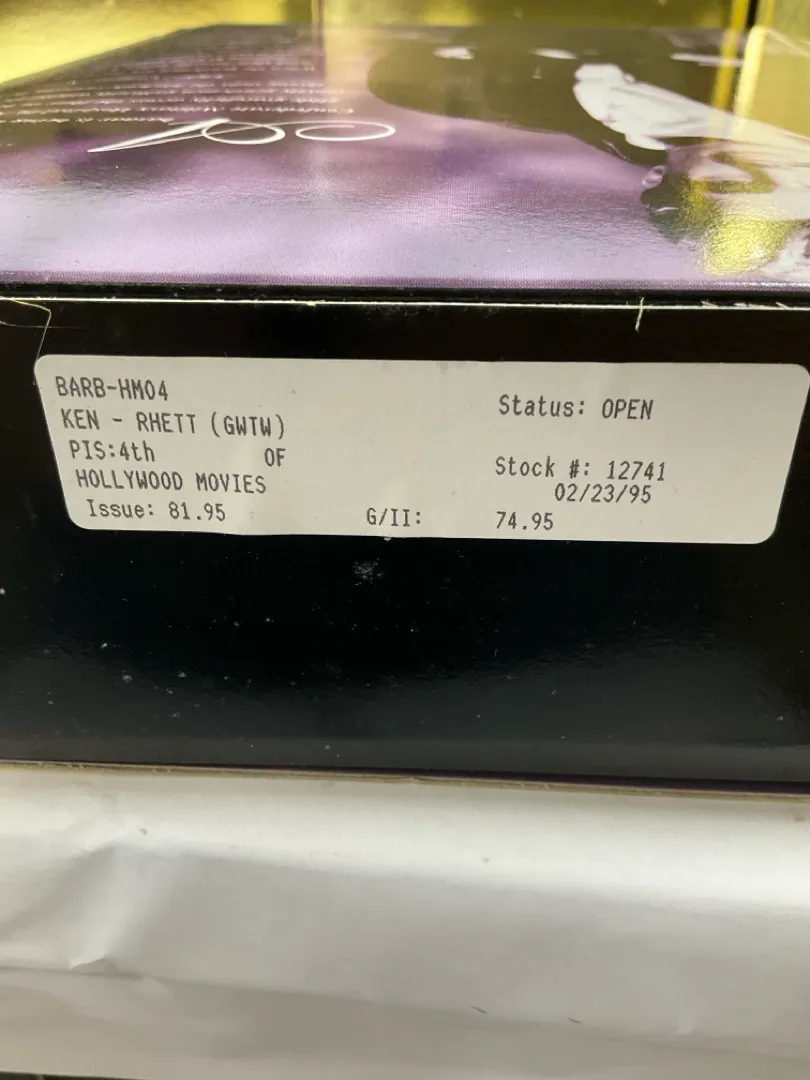 BARB-HM04
KEN - RHETT (GWTW)
PIS:4th OF
HOLLYWOOD MOVIES
Issue: 81.95 G/II: 74.95
Status: OPEN
Stock #: 12741
02/23/95